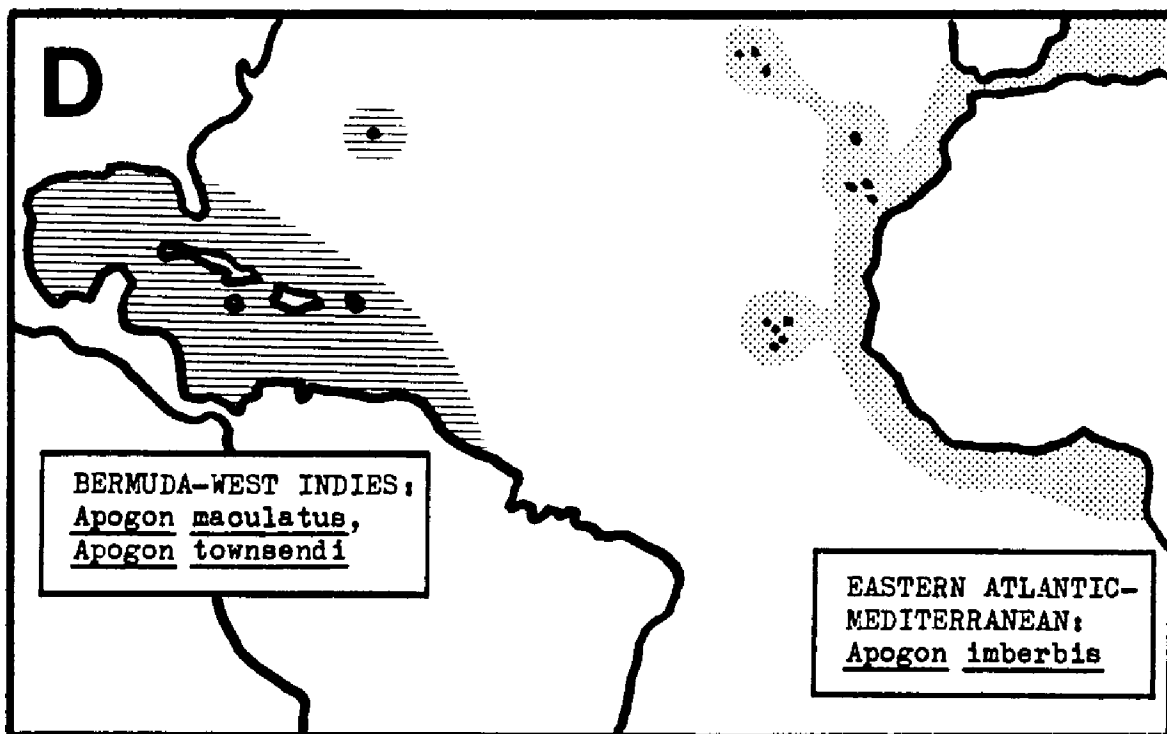 D
BERMUDA-WEST INDIES:
Apogon maculatus,
Apogon townsendi
EASTERN ATLANTIC-
MEDITERRANEAN:
Apogon imberbis